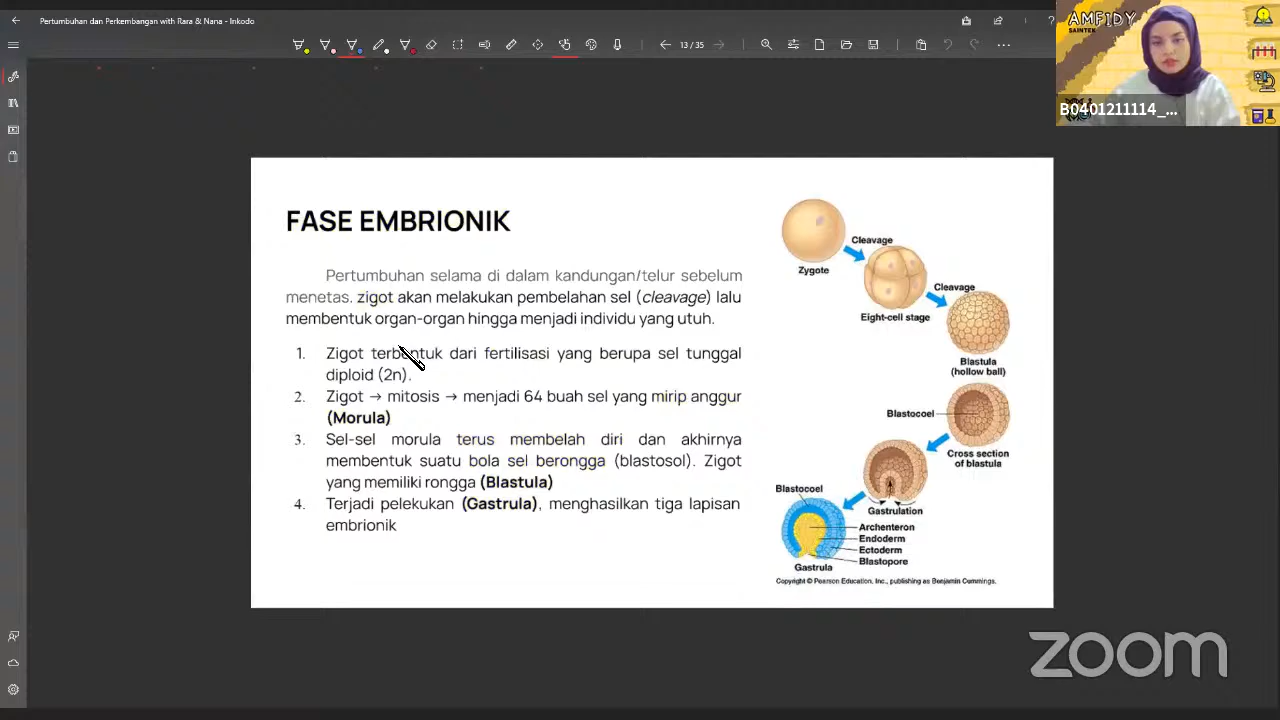 Pertumbuhan dan Perkembangan with Rara & Nana - Inkodo
13 / 35
AMFIDY
SAINTEK
B0401211114_...
FASE EMBRIONIK
Pertumbuhan selama di dalam kandungan/telur sebelum
menetas. zigot akan melakukan pembelahan sel (cleavage) lalu
membentuk organ-organ hingga menjadi individu yang utuh.
1. Zigot terbentuk dari fertilisasi yang berupa sel tunggal
diploid (2n).
2. Zigot → mitosis → menjadi 64 buah sel yang mirip anggur
(Morula)
3. Sel-sel morula terus membelah diri dan akhirnya
membentuk suatu bola sel berongga (blastosol). Zigot
yang memiliki rongga (Blastula)
4. Terjadi pelekukan (Gastrula), menghasilkan tiga lapisan
embrionik
Zygote
Cleavage
Eight-cell stage
Cleavage
Blastula
(hollow ball)
Blastocoel
Cross section
of blastula
Gastrulation
Blastocoel
Archenteron
Endoderm
Ectoderm
Blastopore
Gastrula
Copyright © Pearson Education, Inc., publishing as Benjamin Cummings.
zoom